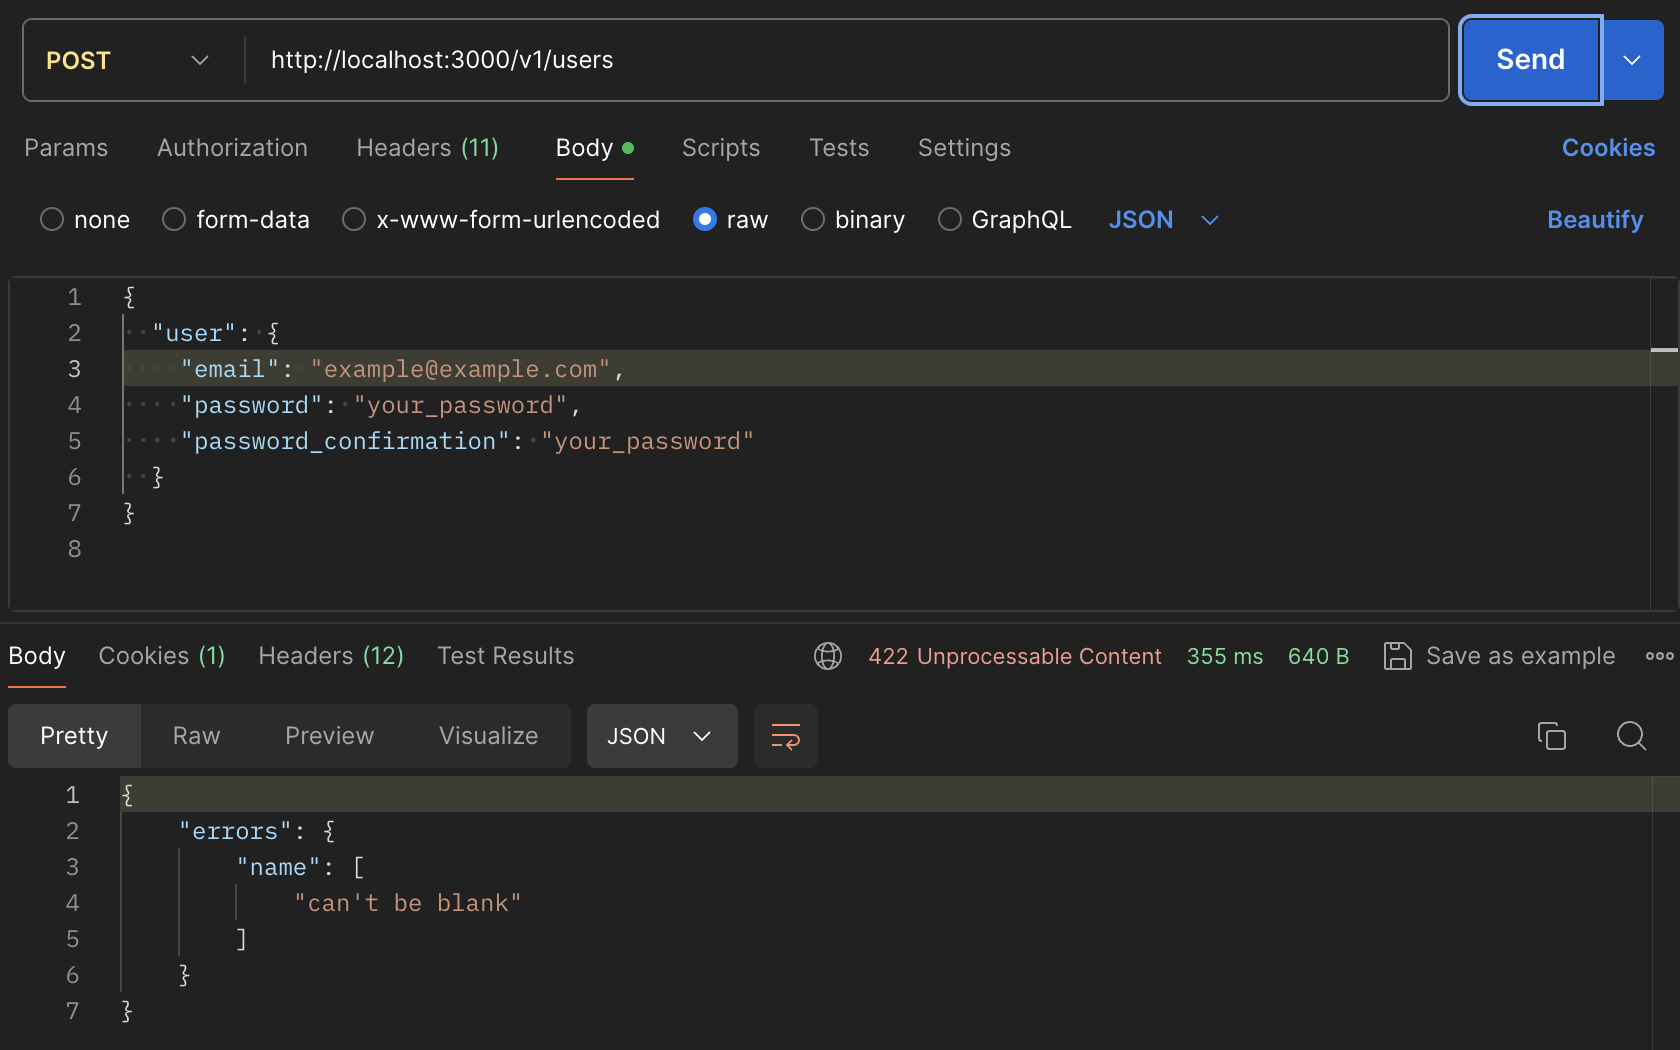 POST http://localhost:3000/v1/users Send
Params Authorization Headers (11) Body Scripts Tests Settings Cookies
none form-data x-www-form-urlencoded raw binary GraphQL JSON Beautify
1 {
2 "user": {
3 "email": "example@example.com",
4 "password": "your_password",
5 "password_confirmation": "your_password"
6 }
7 }
8
Body Cookies (1) Headers (12) Test Results 422 Unprocessable Content 355 ms 640 B Save as example
Pretty Raw Preview Visualize JSON
1 {
2 "errors": {
3 "name": [
4 "can't be blank"
5 ]
6 }
7 }